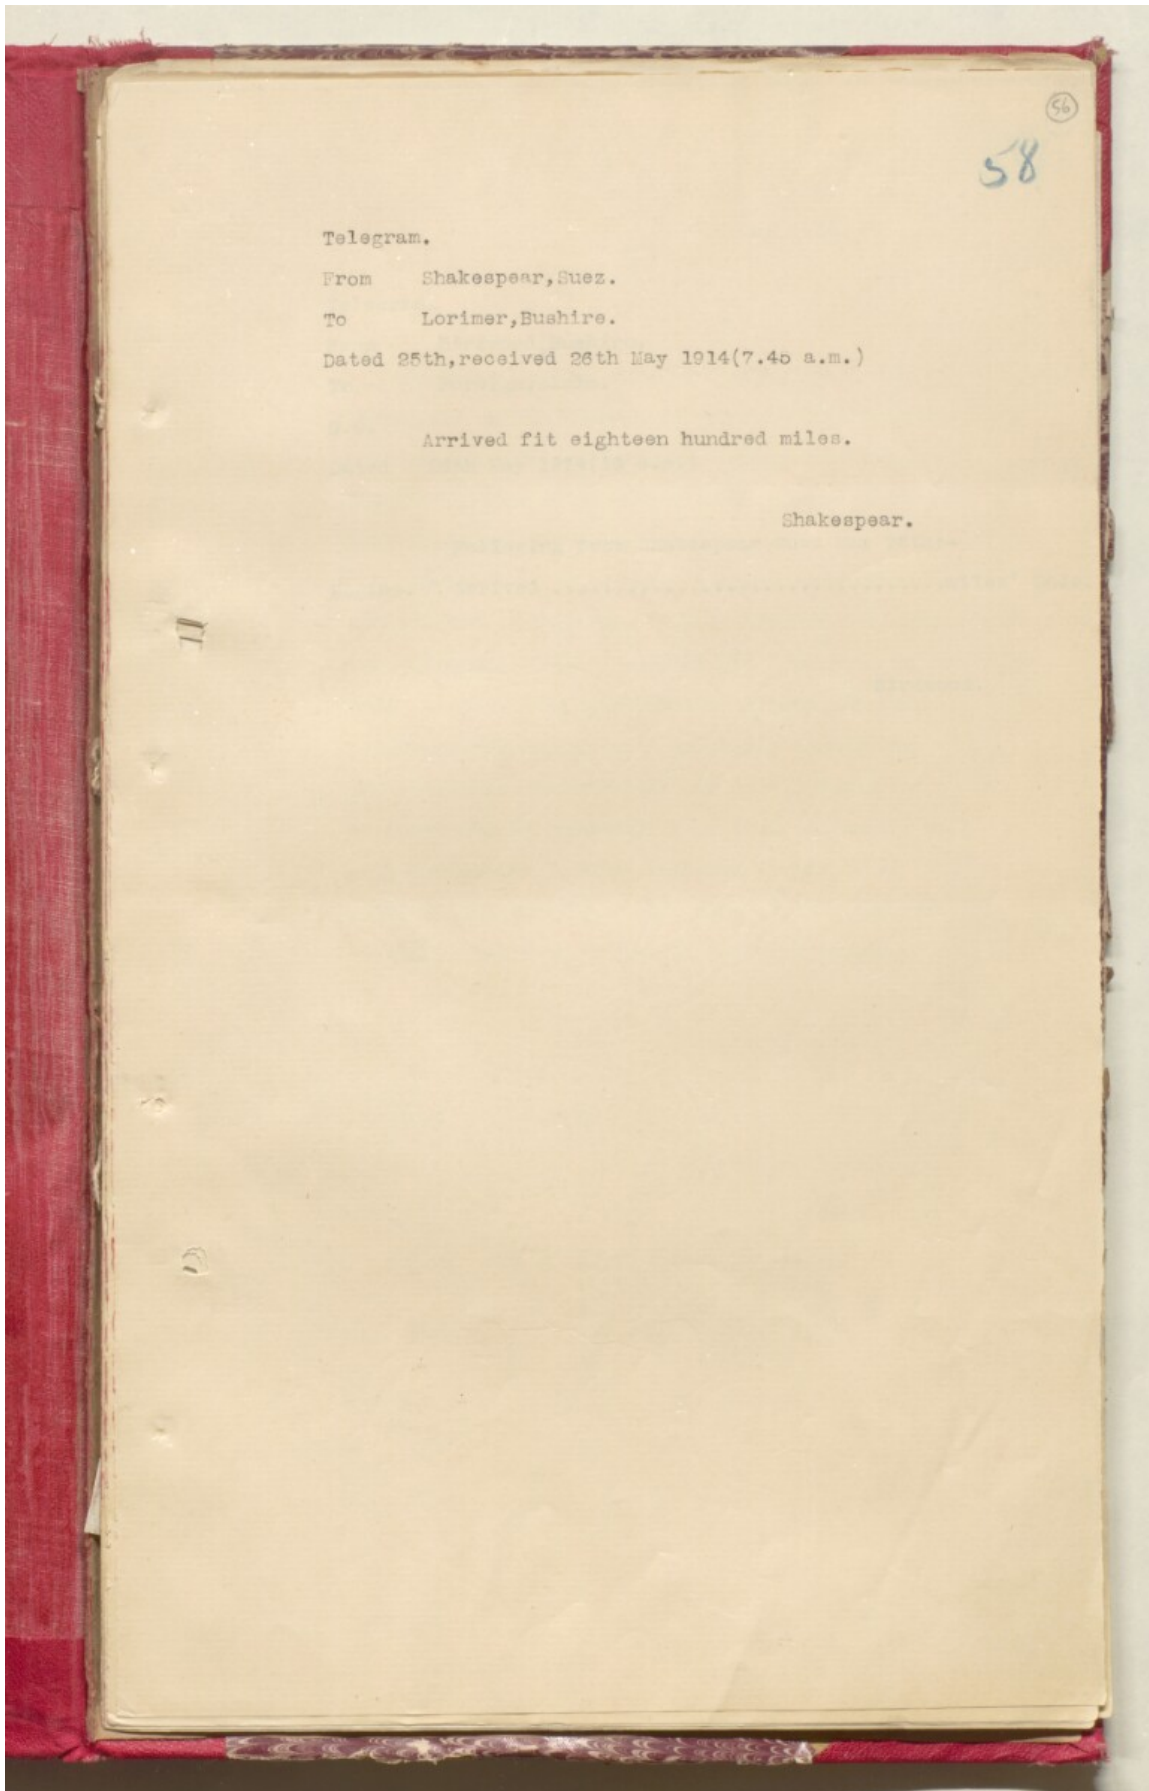 56
58
Telegram.
From Shakespear,Suez.
To Lorimer,Bushire.
Dated 25th,received 26th May 1914(7.45 a.m.)
Arrived fit eighteen hundred miles.
Shakespear.